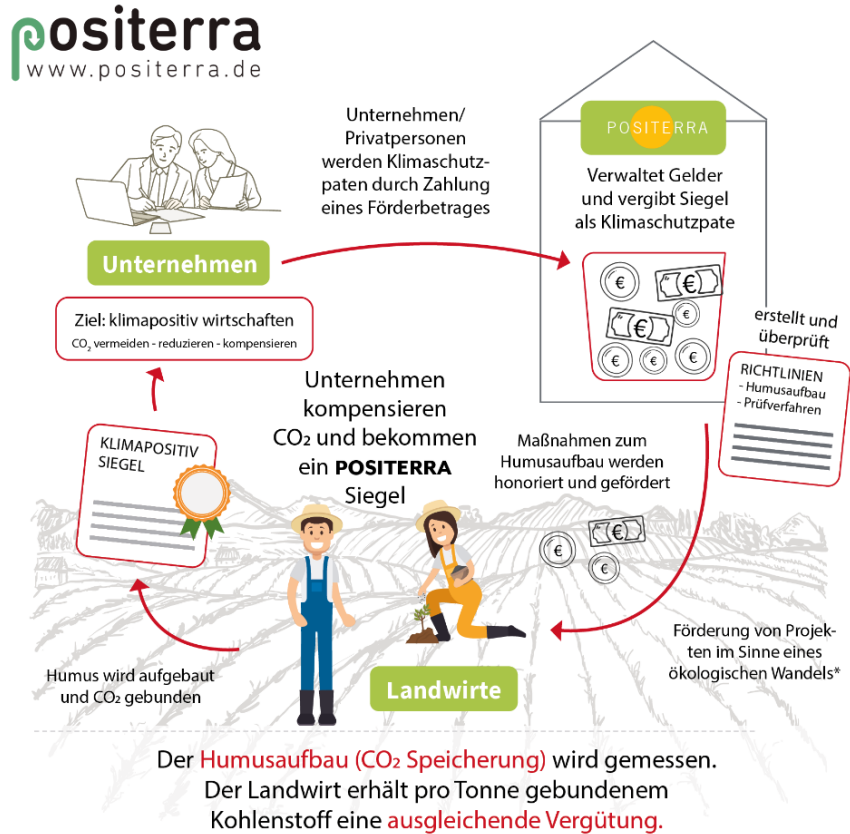 positerra
www.positerra.de
Unternehmen/
Privatpersonen
werden Klimaschutz-
paten durch Zahlung
eines Förderbetrages
POSITERRA
Verwaltet Gelder
und vergibt Siegel
als Klimaschutzpate
Unternehmen
Ziel: klimapositiv wirtschaften
CO₂ vermeiden - reduzieren - kompensieren
€
€
€
€
€
€
€
erstellt und
überprüft
RICHTLINIEN
- Humusaufbau
- Prüfverfahren
Unternehmen
kompensieren
CO₂ und bekommen
ein POSITERRA
Siegel
KLIMAPOSITIV
SIEGEL
Maßnahmen zum
Humusaufbau werden
honoriert und gefördert
€
€
€
Humus wird aufgebaut
und CO₂ gebunden
Landwirte
Förderung von Projek-
ten im Sinne eines
ökologischen Wandels*
Der Humusaufbau (CO₂ Speicherung) wird gemessen.
Der Landwirt erhält pro Tonne gebundenem
Kohlenstoff eine ausgleichende Vergütung.